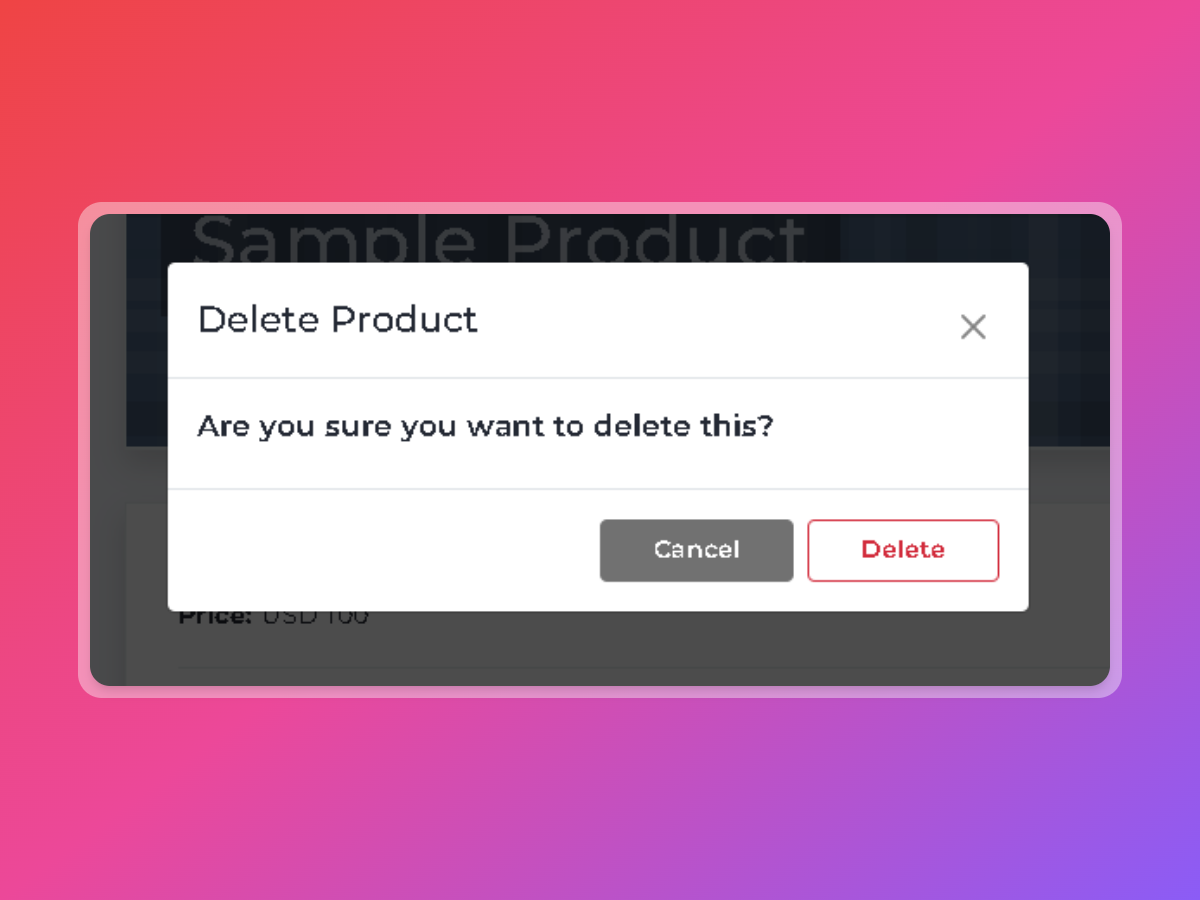 Sample Product
Delete Product
Are you sure you want to delete this?
Cancel
Delete
Price: USD 100